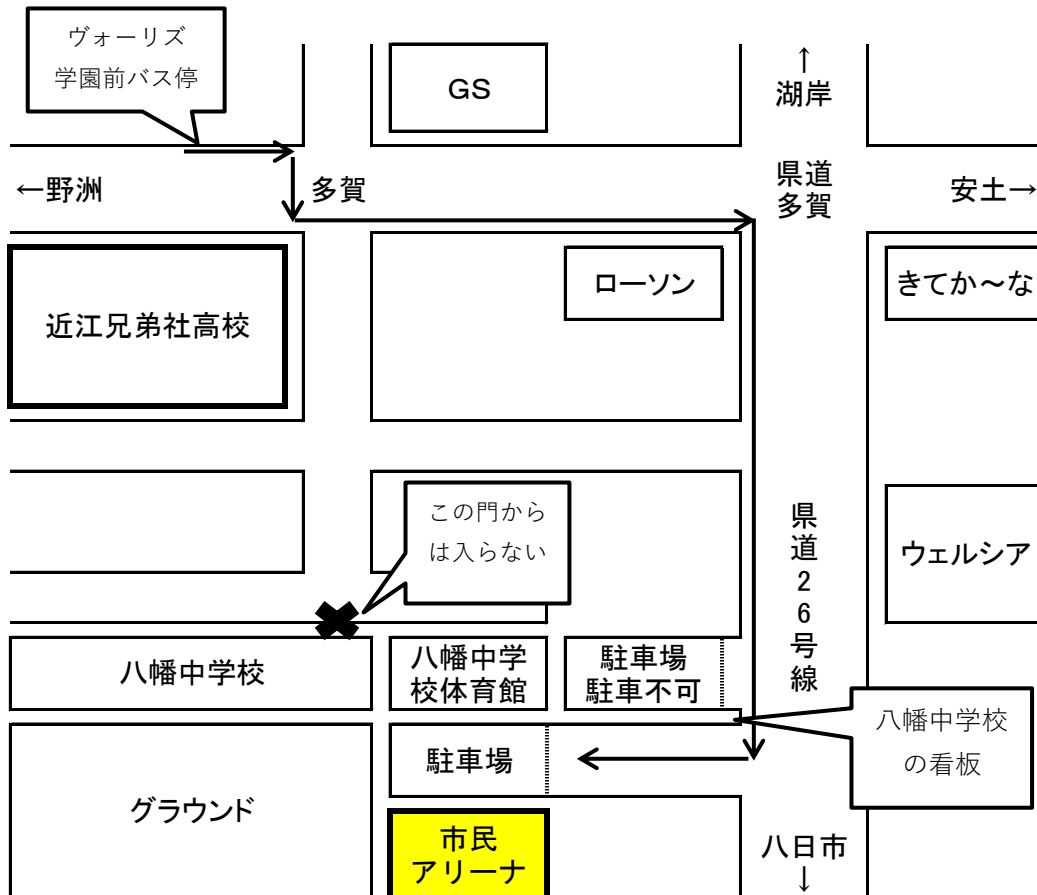 ヴォーリズ
学園前バス停
GS
↑
湖岸
←野洲
多賀
県道
多賀
安土→
近江兄弟社高校
ローソン
きてか～な
この門から
は入らない
県
道
2
6
号
線
ウェルシア
八幡中学校
八幡中学
校体育館
駐車場
駐車不可
八幡中学校
の看板
駐車場
グラウンド
市民
アリーナ
八日市
↓